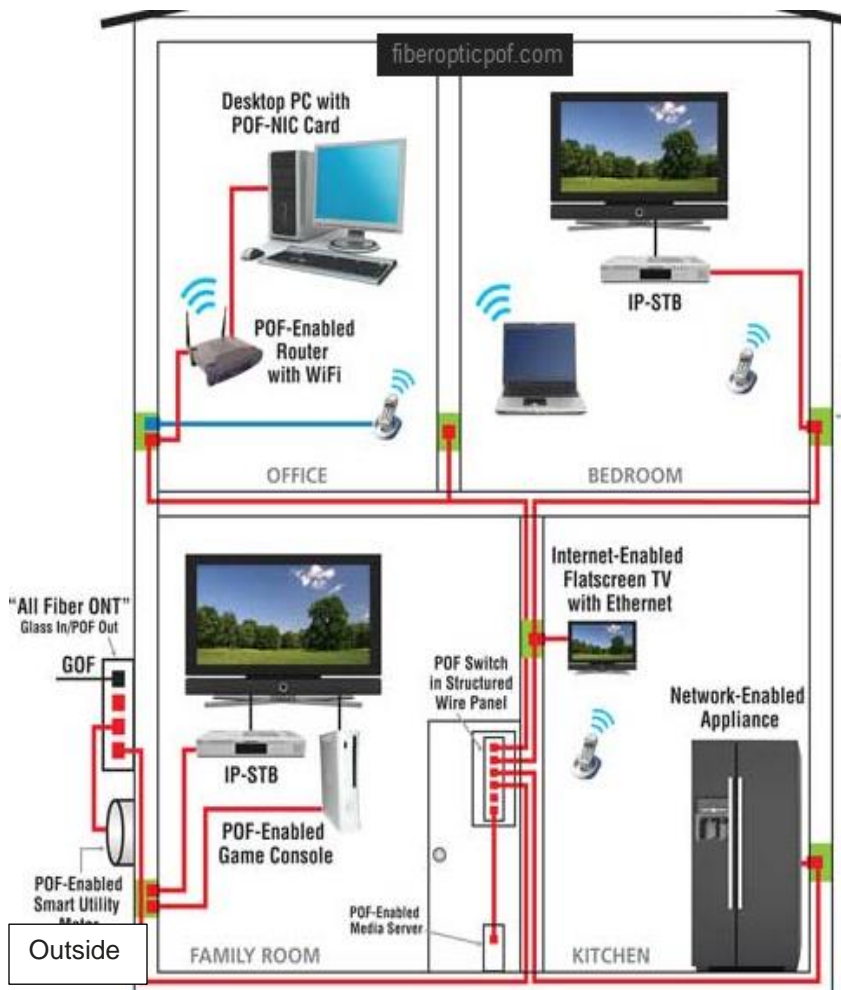 fiberopticpof.com
Desktop PC with
POF-NIC Card
POF-Enabled
Router
with WiFi
OFFICE
IP-STB
BEDROOM
"All Fiber ONT"
Glass In/POF Out
GOF
POF-Enabled
Smart Utility
Outside
IP-STB
POF-Enabled
Game Console
FAMILY ROOM
POF Switch
in Structured
Wire Panel
POF-Enabled
Media Server
Internet-Enabled
Flatscreen TV
with Ethernet
Network-Enabled
Appliance
KITCHEN